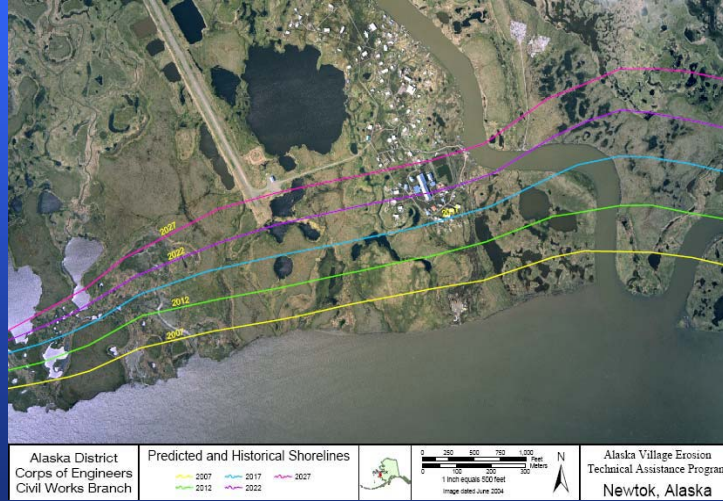 2027
2022
2017
2012
2007
Alaska District
Corps of Engineers
Civil Works Branch
Predicted and Historical Shorelines
2007
2017
2027
2012
2022
0 250 500 750 1,000
Feet
Meters
0 100 200 300
1 inch equals 500 feet
Image dated June 2004
N
Alaska Village Erosion
Technical Assistance Program
Newtok, Alaska